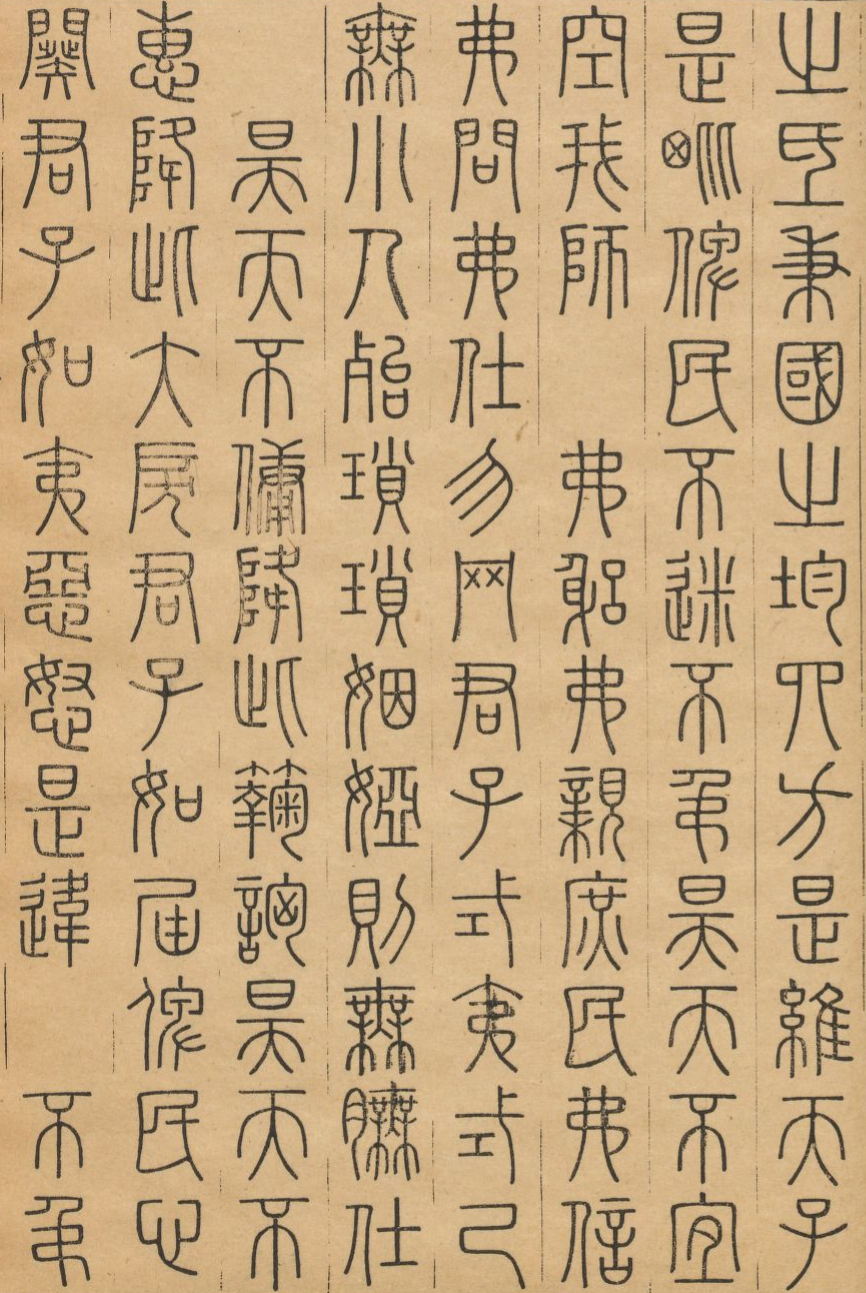 之氐秉國之均四方是維天子
是毗俾民不迷不弔昊天不宜
空我師 弗躬弗親庶民弗信
弗問弗仕勿网君子式夷式已
無小人殆瑣瑣姻婭則無膴仕
昊天不傭降此鞫訩昊天不
惠降此大戾君子如屆俾民心
闋君子如夷惡怒是違 不弔